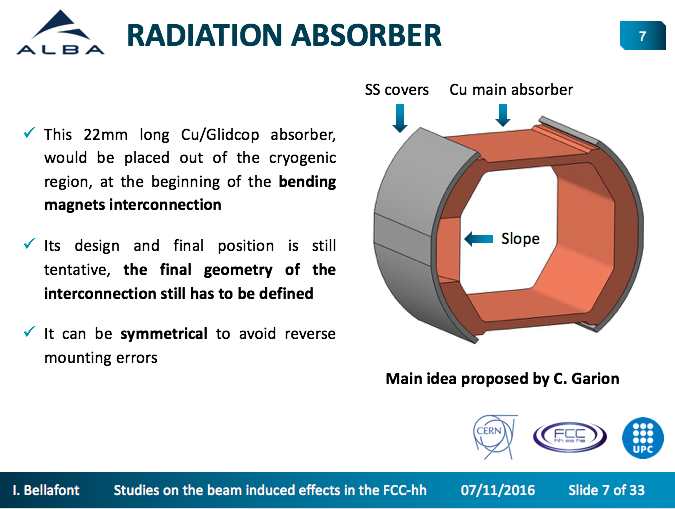 ALBA
RADIATION ABSORBER
7
SS covers
Cu main absorber
✓ This 22mm long Cu/Glidcop absorber,
would be placed out of the cryogenic
region, at the beginning of the bending
magnets interconnection
Slope
✓ Its design and final position is still
tentative, the final geometry of the
interconnection still has to be defined
✓ It can be symmetrical to avoid reverse
mounting errors
Main idea proposed by C. Garion
CERN
FCC
hh ee he
UPC
I. Bellafont
Studies on the beam induced effects in the FCC-hh
07/11/2016
Slide 7 of 33